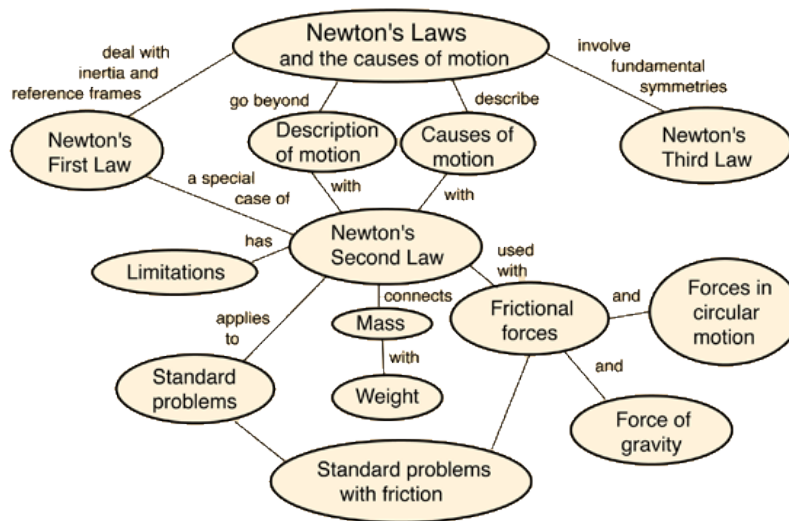 Newton's Laws
and the causes of motion
deal with
inertia and
reference frames
involve
fundamental
symmetries
go beyond
describe
Newton's
First Law
Description
of motion
Causes of
motion
Newton's
Third Law
a special
case of
with
with
Newton's
Second Law
has
Limitations
used
with
connects
Mass
Frictional
forces
and
Forces in
circular
motion
applies
to
with
and
Standard
problems
Weight
Force of
gravity
Standard problems
with friction